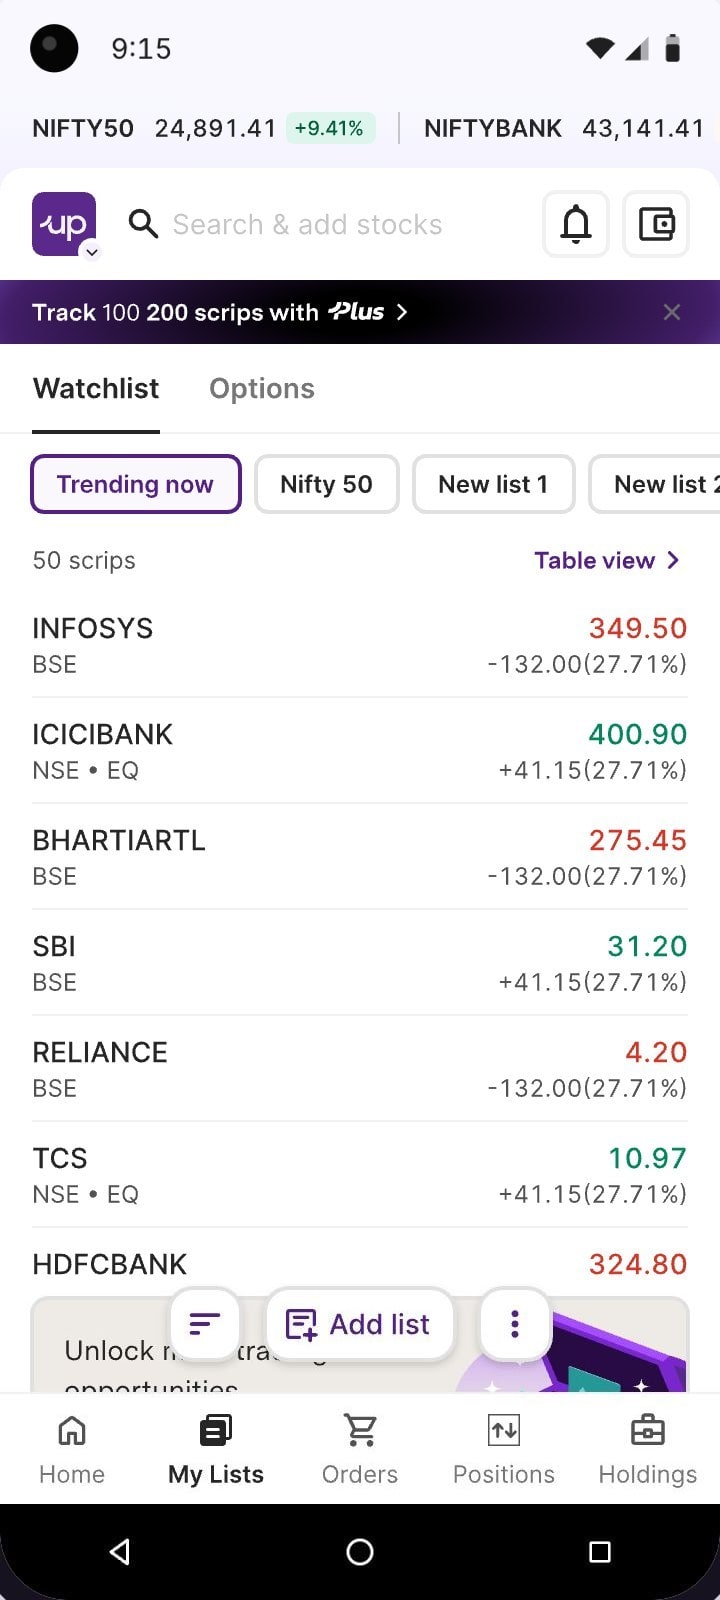 9:15
NIFTY50 24,891.41 +9.41% NIFTYBANK 43,141.41
up Search & add stocks
Track 100 200 scrips with Plus
Watchlist Options
Trending now Nifty 50 New list 1 New list 2
50 scrips Table view
INFOSYS 349.50
BSE -132.00(27.71%)
ICICIBANK 400.90
NSE • EQ +41.15(27.71%)
BHARTIARTL 275.45
BSE -132.00(27.71%)
SBI 31.20
BSE +41.15(27.71%)
RELIANCE 4.20
BSE -132.00(27.71%)
TCS 10.97
NSE • EQ +41.15(27.71%)
HDFCBANK 324.80
Add list
Unlock
opportunities
Home My Lists Orders Positions Holdings